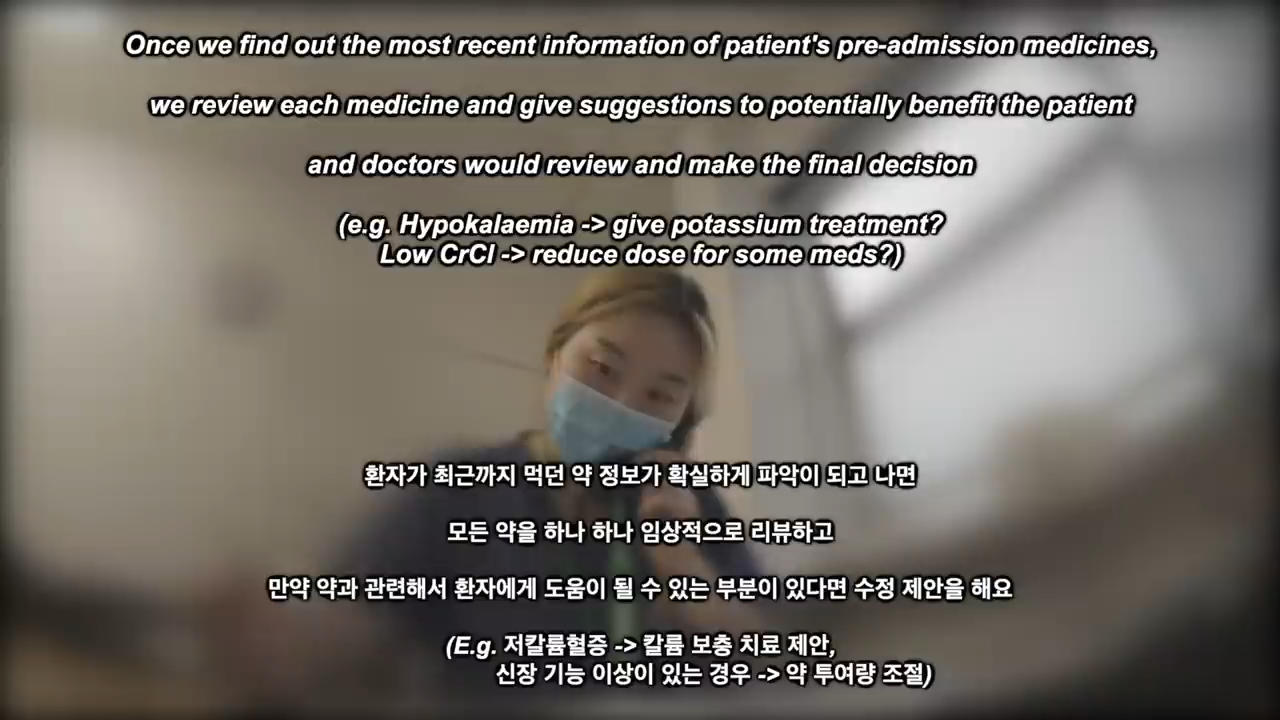 Once we find out the most recent information of patient's pre-admission medicines,
we review each medicine and give suggestions to potentially benefit the patient
and doctors would review and make the final decision
(e.g. Hypokalaemia -> give potassium treatment?
Low CrCl -> reduce dose for some meds?)
환자가 최근까지 먹던 약 정보가 확실하게 파악이 되고 나면
모든 약을 하나 하나 임상적으로 리뷰하고
만약 약과 관련해서 환자에게 도움이 될 수 있는 부분이 있다면 수정 제안을 해요
(E.g. 저칼륨혈증 -> 칼륨 보충 치료 제안,
신장 기능 이상이 있는 경우 -> 약 투여량 조절)